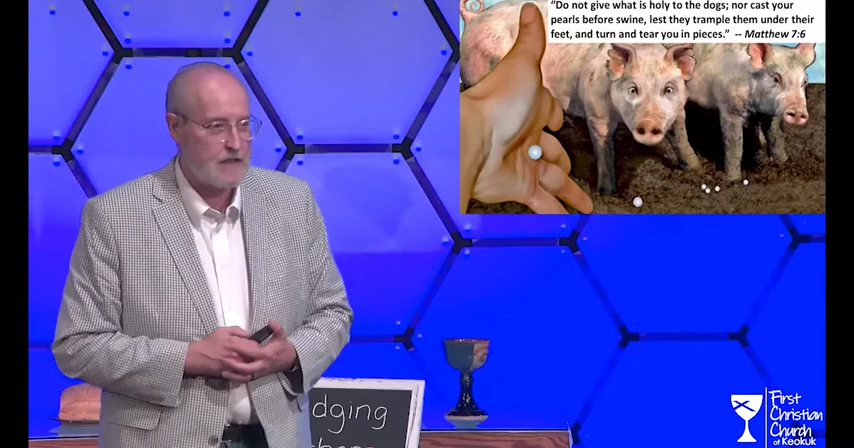 “Do not give what is holy to the dogs; nor cast your
pearls before swine, lest they trample them under their
feet, and turn and tear you in pieces.” -- Matthew 7:6
dging
First
Christian
Church
of Keokuk